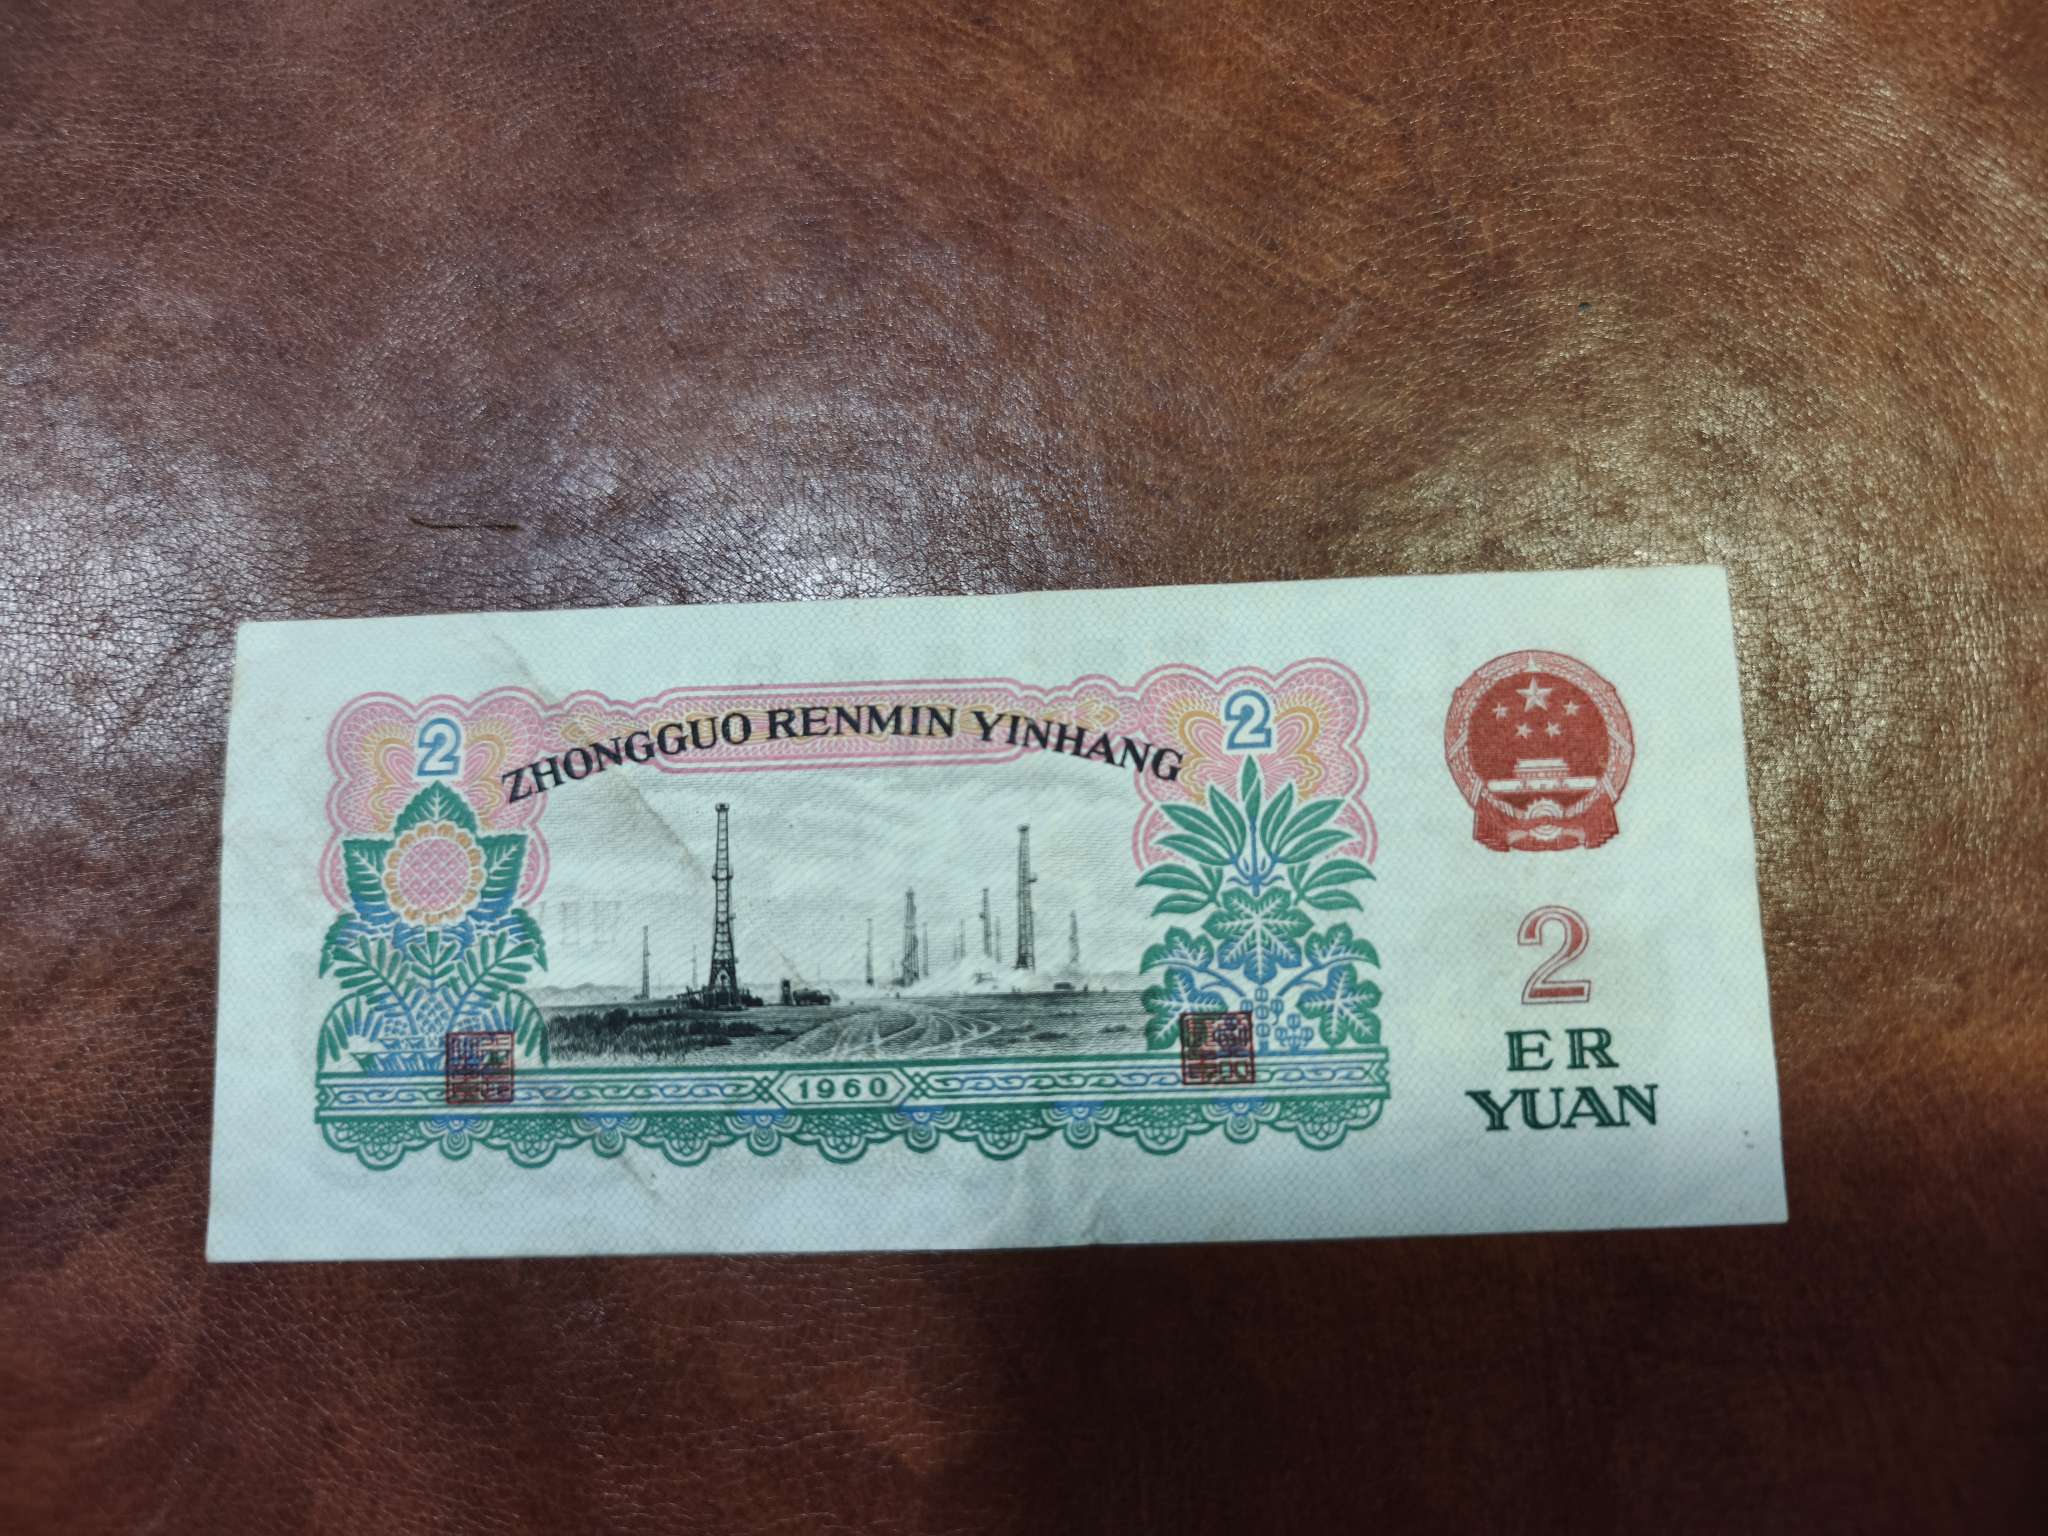 ZHONGGUO RENMIN YINHANG
2
2
1960
2
ER
YUAN